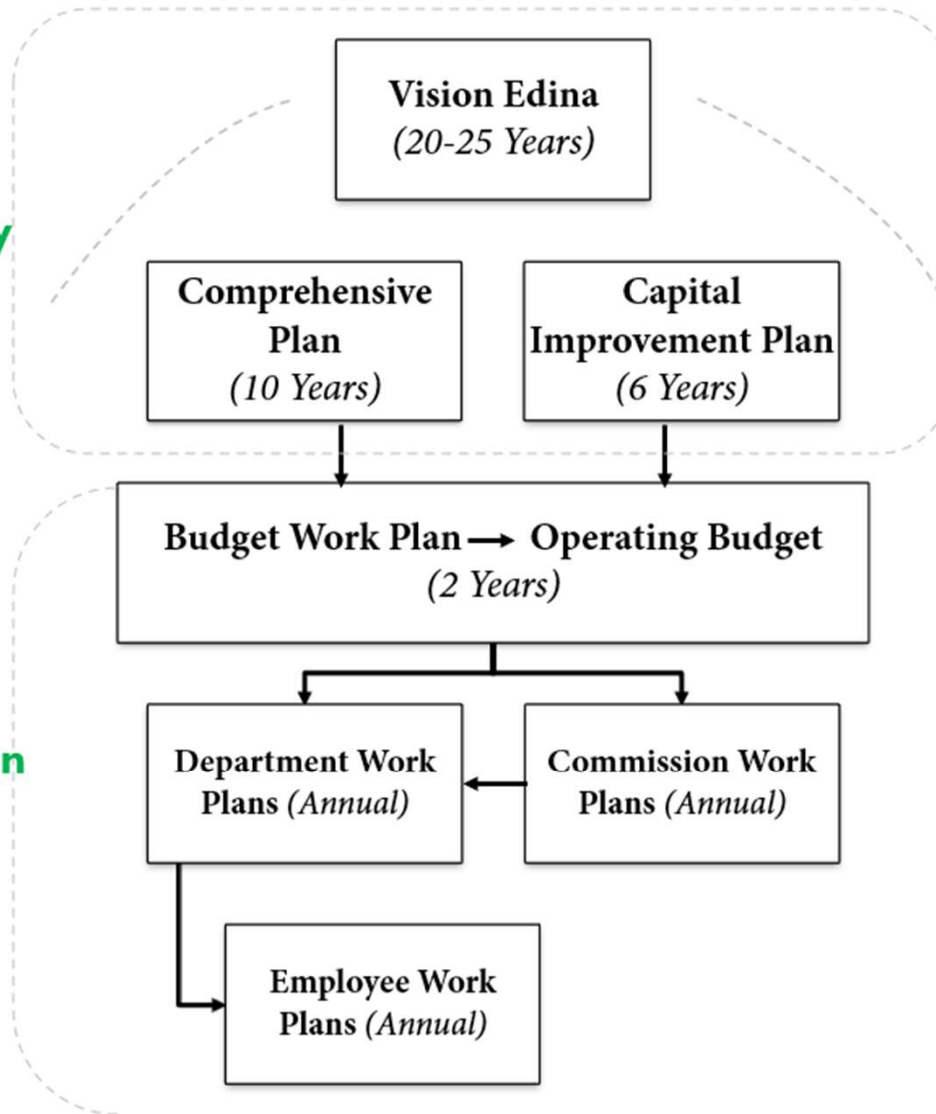 Vision Edina
(20-25 Years)
Comprehensive
Plan
(10 Years)
Capital
Improvement Plan
(6 Years)
Budget Work Plan → Operating Budget
(2 Years)
Department Work
Plans (Annual)
Commission Work
Plans (Annual)
Employee Work
Plans (Annual)